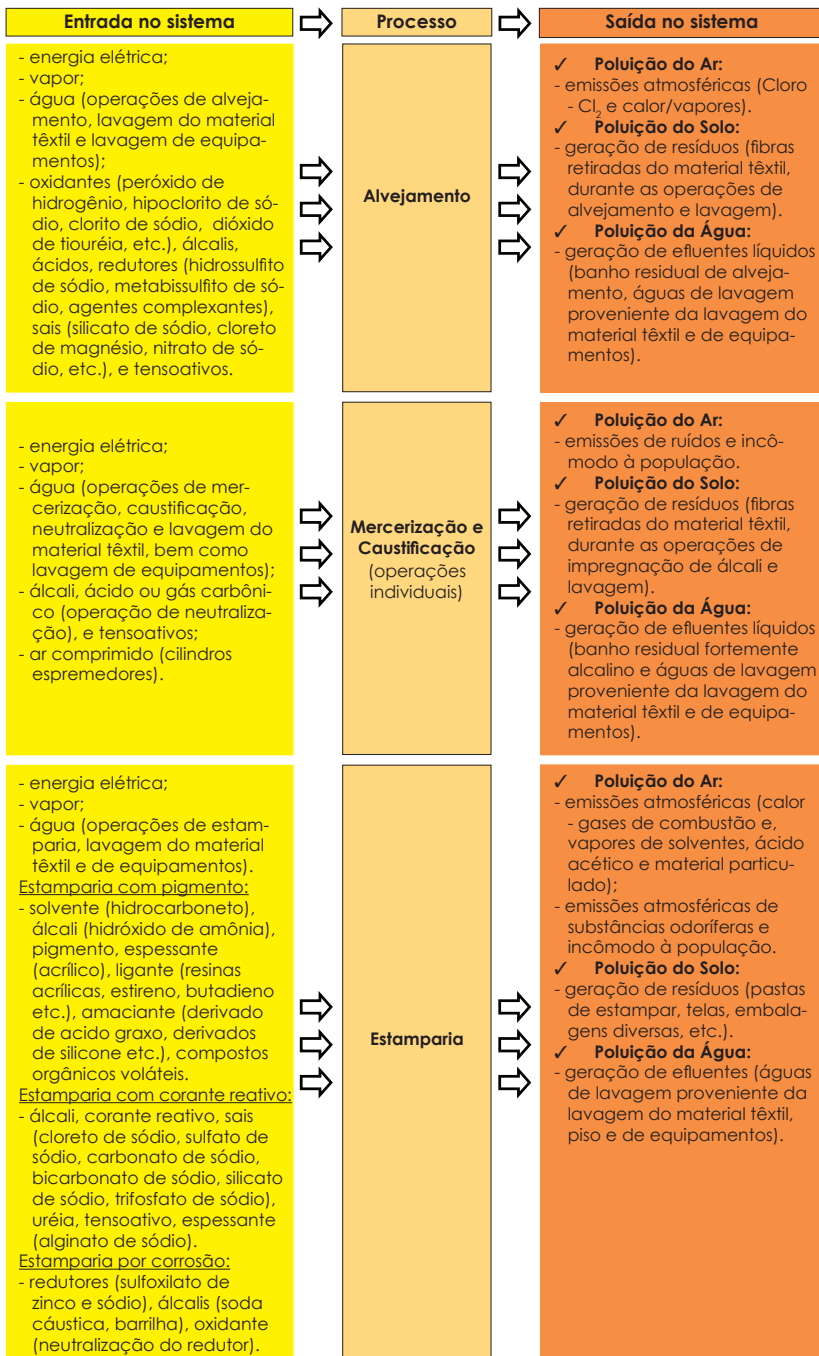 Entrada no sistema
Processo
Saída no sistema
- energia elétrica;
- vapor;
- água (operações de alveja-
mento, lavagem do material
têxtil e lavagem de equipa-
mentos);
- oxidantes (peróxido de
hidrogênio, hipoclorito de só-
dio, clorito de sódio, dióxido
de tiouréia, etc.), álcalis,
ácidos, redutores (hidrossulfito
de sódio, metabissulfito de só-
dio, agentes complexantes),
sais (silicato de sódio, cloreto
de magnésio, nitrato de só-
dio, etc.), e tensoativos.
Alvejamento
✓ Poluição do Ar:
- emissões atmosféricas (Cloro
- Cl2 e calor/vapores).
✓ Poluição do Solo:
- geração de resíduos (fibras
retiradas do material têxtil,
durante as operações de
alvejamento e lavagem).
✓ Poluição da Água:
- geração de efluentes líquidos
(banho residual de alveja-
mento, águas de lavagem
proveniente da lavagem do
material têxtil e de equipa-
mentos).
- energia elétrica;
- vapor;
- água (operações de mer-
cerização, caustificação,
neutralização e lavagem do
material têxtil, bem como
lavagem de equipamentos);
- álcali, ácido ou gás carbôni-
co (operação de neutraliza-
ção), e tensoativos;
- ar comprimido (cilindros
espremedores).
Mercerização e
Caustificação
(operações
individuais)
✓ Poluição do Ar:
- emissões de ruídos e incô-
modo à população.
✓ Poluição do Solo:
- geração de resíduos (fibras
retiradas do material têxtil,
durante as operações de
impregnação de álcali e
lavagem).
✓ Poluição da Água:
- geração de efluentes líquidos
(banho residual fortemente
alcalino e águas de lavagem
proveniente da lavagem do
material têxtil e de equipa-
mentos).
- energia elétrica;
- vapor;
- água (operações de estam-
paria, lavagem do material
têxtil e de equipamentos).
Estamparia com pigmento:
- solvente (hidrocarboneto),
álcali (hidróxido de amônia),
pigmento, espessante
(acrílico), ligante (resinas
acrílicas, estireno, butadieno
etc.), amaciante (derivado
de acido graxo, derivados
de silicone etc.), compostos
orgânicos voláteis.
Estamparia com corante reativo:
- álcali, corante reativo, sais
(cloreto de sódio, sulfato de
sódio, carbonato de sódio,
bicarbonato de sódio, silicato
de sódio, trifosfato de sódio),
uréia, tensoativo, espessante
(alginato de sódio).
Estamparia por corrosão:
- redutores (sulfoxilato de
zinco e sódio), álcalis (soda
cáustica, barrilha), oxidante
(neutralização do redutor).
Estamparia
✓ Poluição do Ar:
- emissões atmosféricas (calor
- gases de combustão e,
vapores de solventes, ácido
acético e material particu-
lado);
- emissões atmosféricas de
substâncias odoríferas e
incômodo à população.
✓ Poluição do Solo:
- geração de resíduos (pastas
de estampar, telas, embala-
gens diversas, etc.).
✓ Poluição da Água:
- geração de efluentes (águas
de lavagem proveniente da
lavagem do material têxtil,
piso e de equipamentos).